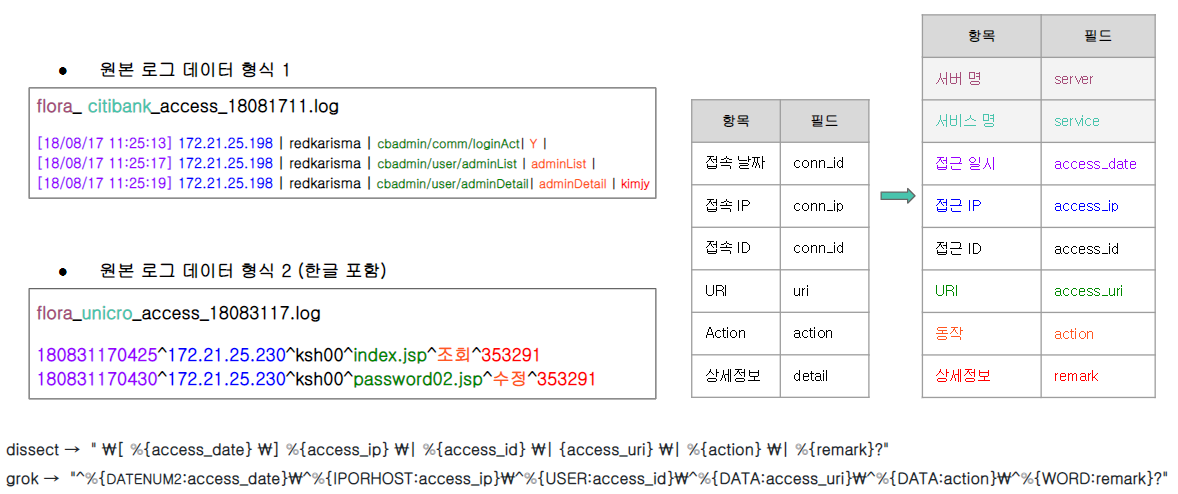 ● 원본 로그 데이터 형식 1
flora_ citibank_access_18081711.log
[18/08/17 11:25:13] 172.21.25.198 | redkarisma | cbadmin/comm/loginAct| Y |
[18/08/17 11:25:17] 172.21.25.198 | redkarisma | cbadmin/user/adminList | adminList |
[18/08/17 11:25:19] 172.21.25.198 | redkarisma | cbadmin/user/adminDetail| adminDetail | kimjy
● 원본 로그 데이터 형식 2 (한글 포함)
flora_unicro_access_18083117.log
180831170425^172.21.25.230^ksh00^index.jsp^조회^353291
180831170430^172.21.25.230^ksh00^password02.jsp^수정^353291
항목 필드
접속 날짜 conn_id
접속 IP conn_ip
접속 ID conn_id
URI uri
Action action
상세정보 detail
항목 필드
서버 명 server
서비스 명 service
접근 일시 access_date
접근 IP access_ip
접근 ID access_id
URI access_uri
동작 action
상세정보 remark
dissect → " ₩[ %{access_date} ₩] %{access_ip} ₩| %{access_id} ₩| {access_uri} ₩| %{action} ₩| %{remark}?"
grok → "^%{DATENUM2:access_date}₩^%{IPORHOST:access_ip}₩^%{USER:access_id}₩^%{DATA:access_uri}₩^%{DATA:action}₩^%{WORD:remark}?"